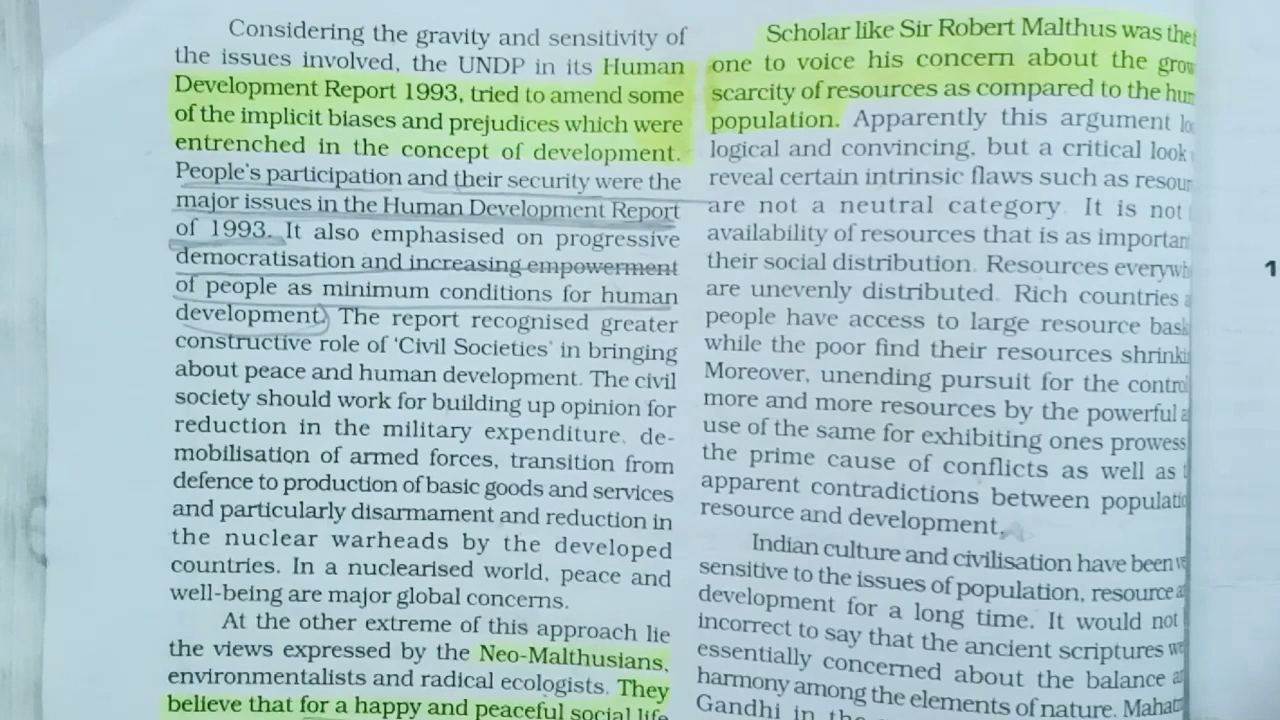 Considering the gravity and sensitivity of
the issues involved, the UNDP in its Human
Development Report 1993, tried to amend some
of the implicit biases and prejudices which were
entrenched in the concept of development.
People's participation and their security were the
major issues in the Human Development Report
of 1993. It also emphasised on progressive
democratisation and increasing empowerment
of people as minimum conditions for human
development. The report recognised greater
constructive role of 'Civil Societies' in bringing
about peace and human development. The civil
society should work for building up opinion for
reduction in the military expenditure, de-
mobilisation of armed forces, transition from
defence to production of basic goods and services
and particularly disarmament and reduction in
the nuclear warheads by the developed
countries. In a nuclearised world, peace and
well-being are major global concerns.
At the other extreme of this approach lie
the views expressed by the Neo-Malthusians,
environmentalists and radical ecologists. They
believe that for a happy and peaceful social life
Scholar like Sir Robert Malthus was the
one to voice his concern about the
scarcity of resources as compared to the
population. Apparently this argument
logical and convincing, but a critical look
reveal certain intrinsic flaws such as
are not a neutral category. It is not
availability of resources that is as
their social distribution. Resources
are unevenly distributed. Rich countries
people have access to large resource
while the poor find their resources
Moreover, unending pursuit for the
more and more resources by the powerful
use of the same for exhibiting ones prowess
the prime cause of conflicts as well as
apparent contradictions between
resource and development.
Indian culture and civilisation have been
sensitive to the issues of population, resource
development for a long time. It would not
incorrect to say that the ancient scriptures
essentially concerned about the balance
harmony among the elements of nature.
Gandhi in the
1